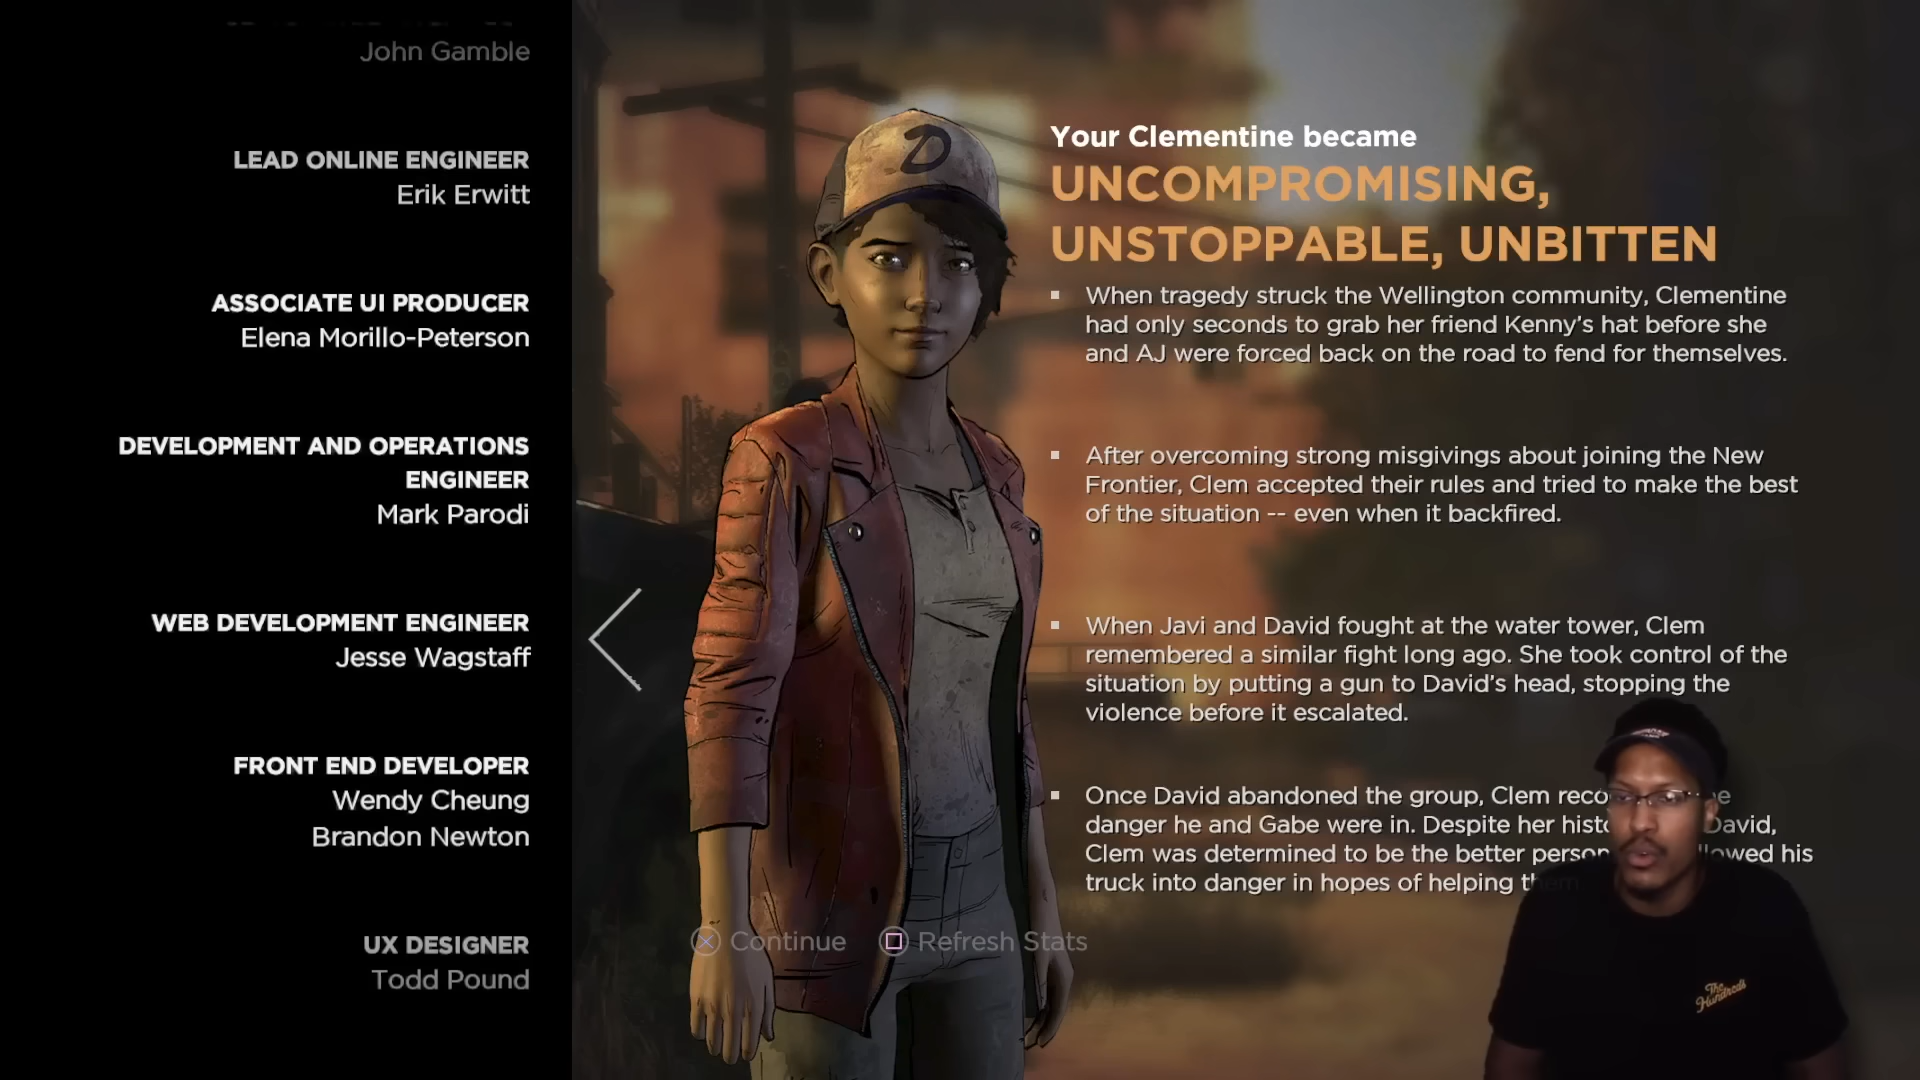 John Gamble
LEAD ONLINE ENGINEER
Erik Erwitt
ASSOCIATE UI PRODUCER
Elena Morillo-Peterson
DEVELOPMENT AND OPERATIONS
ENGINEER
Mark Parodi
WEB DEVELOPMENT ENGINEER
Jesse Wagstaff
FRONT END DEVELOPER
Wendy Cheung
Brandon Newton
UX DESIGNER
Todd Pound
D
Your Clementine became
UNCOMPROMISING,
UNSTOPPABLE, UNBITTEN
▪ When tragedy struck the Wellington community, Clementine
had only seconds to grab her friend Kenny's hat before she
and AJ were forced back on the road to fend for themselves.
▪ After overcoming strong misgivings about joining the New
Frontier, Clem accepted their rules and tried to make the best
of the situation -- even when it backfired.
▪ When Javi and David fought at the water tower, Clem
remembered a similar fight long ago. She took control of the
situation by putting a gun to David's head, stopping the
violence before it escalated.
▪ Once David abandoned the group, Clem
danger he and Gabe were in. Despite her David,
Clem was determined to be the better person his
truck into danger in hopes of helping them.
Continue Refresh Stats
The
Hundreds